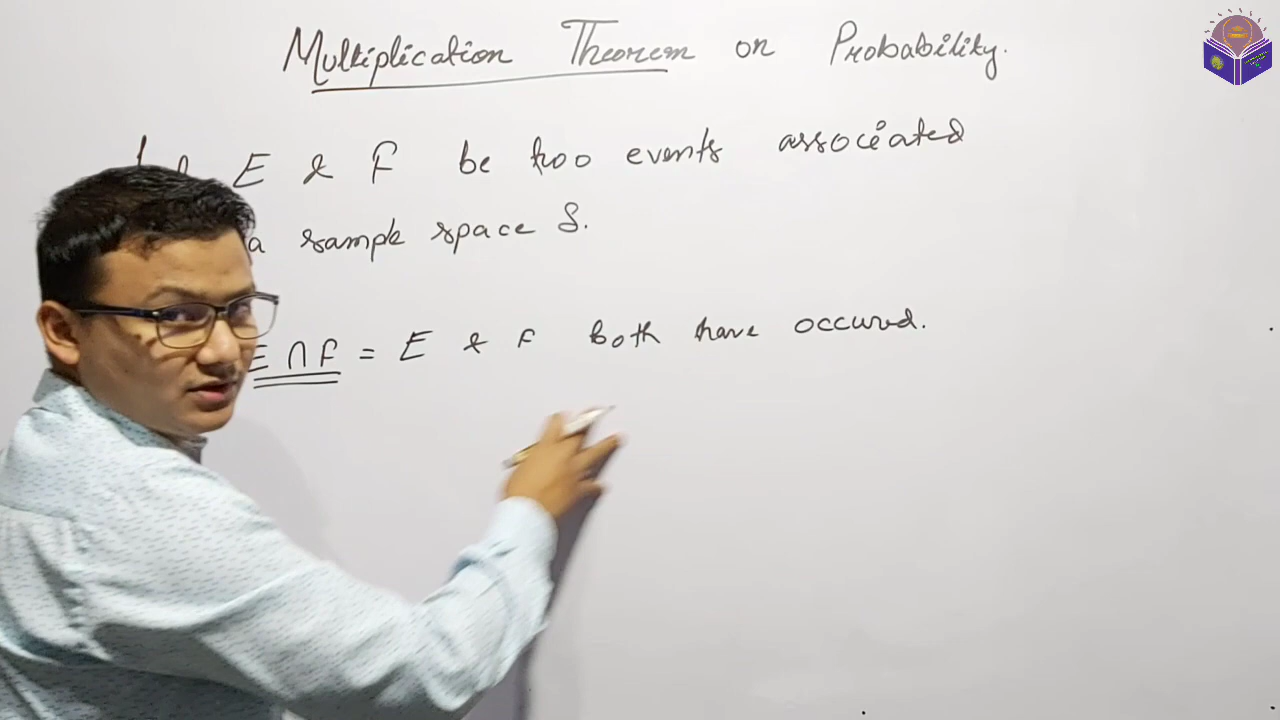 Multiplication Theorem on Probability.
E & F be two events associated
a sample space S.
E ∩ F = E & F both have occured.